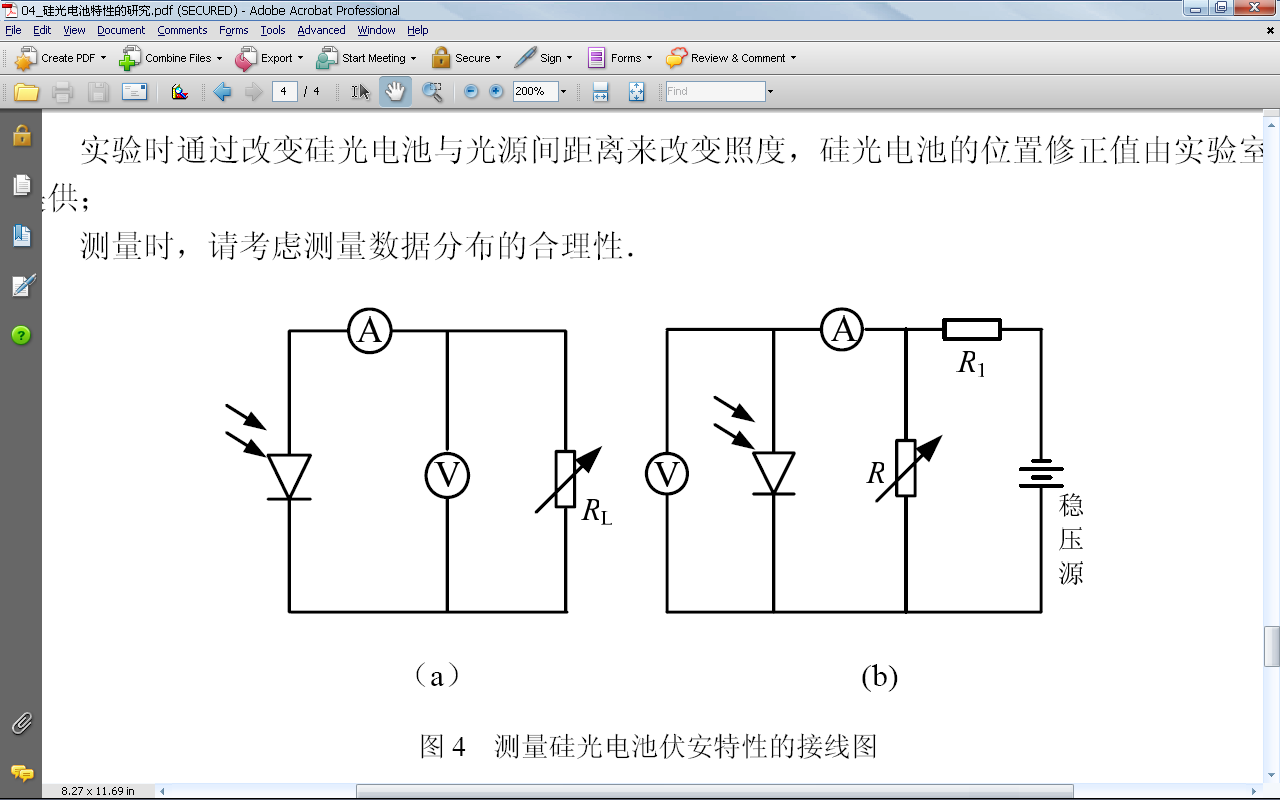 04_硅光电池特性的研究.pdf (SECURED) - Adobe Acrobat Professional
File Edit View Document Comments Forms Tools Advanced Window Help
Create PDF Combine Files Export Start Meeting Secure Sign Forms Review & Comment
4 / 4 200% Find
实验时通过改变硅光电池与光源间距离来改变照度，硅光电池的位置修正值由实验室
供；
测量时，请考虑测量数据分布的合理性.
A A
R1
V V R
RL
稳压源
（a） (b)
图 4 测量硅光电池伏安特性的接线图
8.27 x 11.69 in